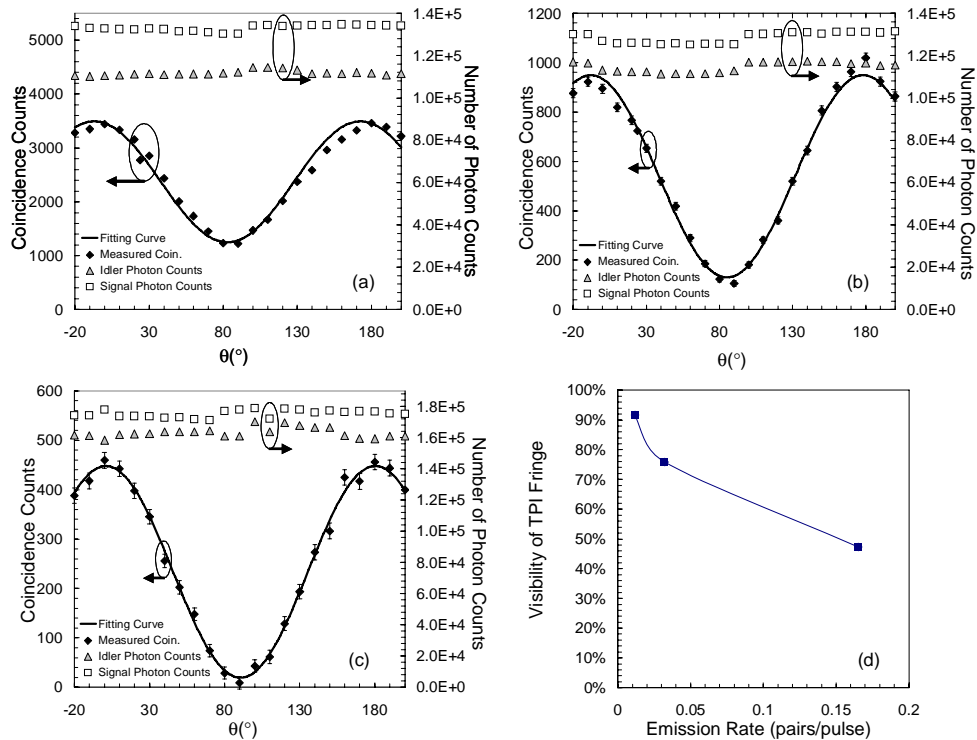 Coincidence Counts
5500
4500
3000
2000
1000
0
1.4E+5
1.2E+5
1.0E+5
8.0E+4
6.0E+4
4.0E+4
2.0E+4
0.0E+0
Number of Photon Counts
Fitting Curve
Measured Coin.
Idler Photon Counts
Signal Photon Counts
(a)
-20 30 80 130 180
θ(°)
Coincidence Counts
1200
1000
800
600
400
200
0
1.4E+5
1.2E+5
1.0E+5
8.0E+4
6.0E+4
4.0E+4
2.0E+4
0.0E+0
Number of Photon Counts
Fitting Curve
Measured Coin.
Idler Photon Counts
Signal Photon Counts
(b)
-20 30 80 130 180
θ(°)
Coincidence Counts
600
500
400
300
200
100
0
1.8E+5
1.6E+5
1.4E+5
1.2E+5
1.0E+5
8.0E+4
6.0E+4
4.0E+4
2.0E+4
0.0E+0
Number of Photon Counts
Fitting Curve
Measured Coin.
Idler Photon Counts
Signal Photon Counts
(c)
-20 30 80 130 180
θ(°)
Visibility of TPI Fringe
100%
90%
80%
70%
60%
50%
40%
30%
20%
10%
0%
(d)
0 0.05 0.1 0.15 0.2
Emission Rate (pairs/pulse)